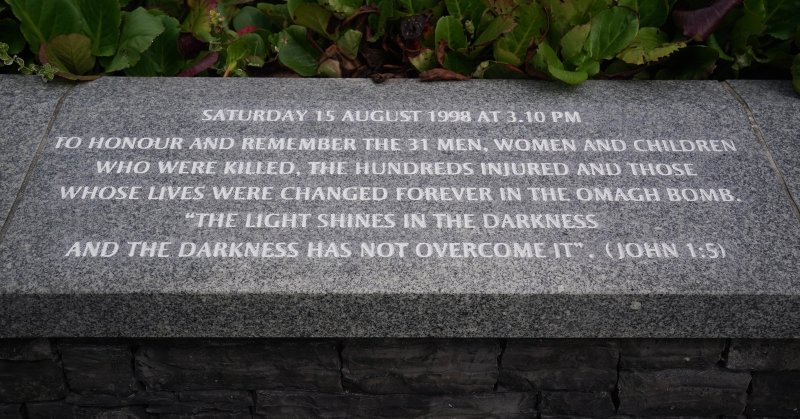 SATURDAY 15 AUGUST 1998 AT 3.10 PM
TO HONOUR AND REMEMBER THE 31 MEN, WOMEN AND CHILDREN
WHO WERE KILLED, THE HUNDREDS INJURED AND THOSE
WHOSE LIVES WERE CHANGED FOREVER IN THE OMAGH BOMB.
“THE LIGHT SHINES IN THE DARKNESS
AND THE DARKNESS HAS NOT OVERCOME IT”. (JOHN 1:5)